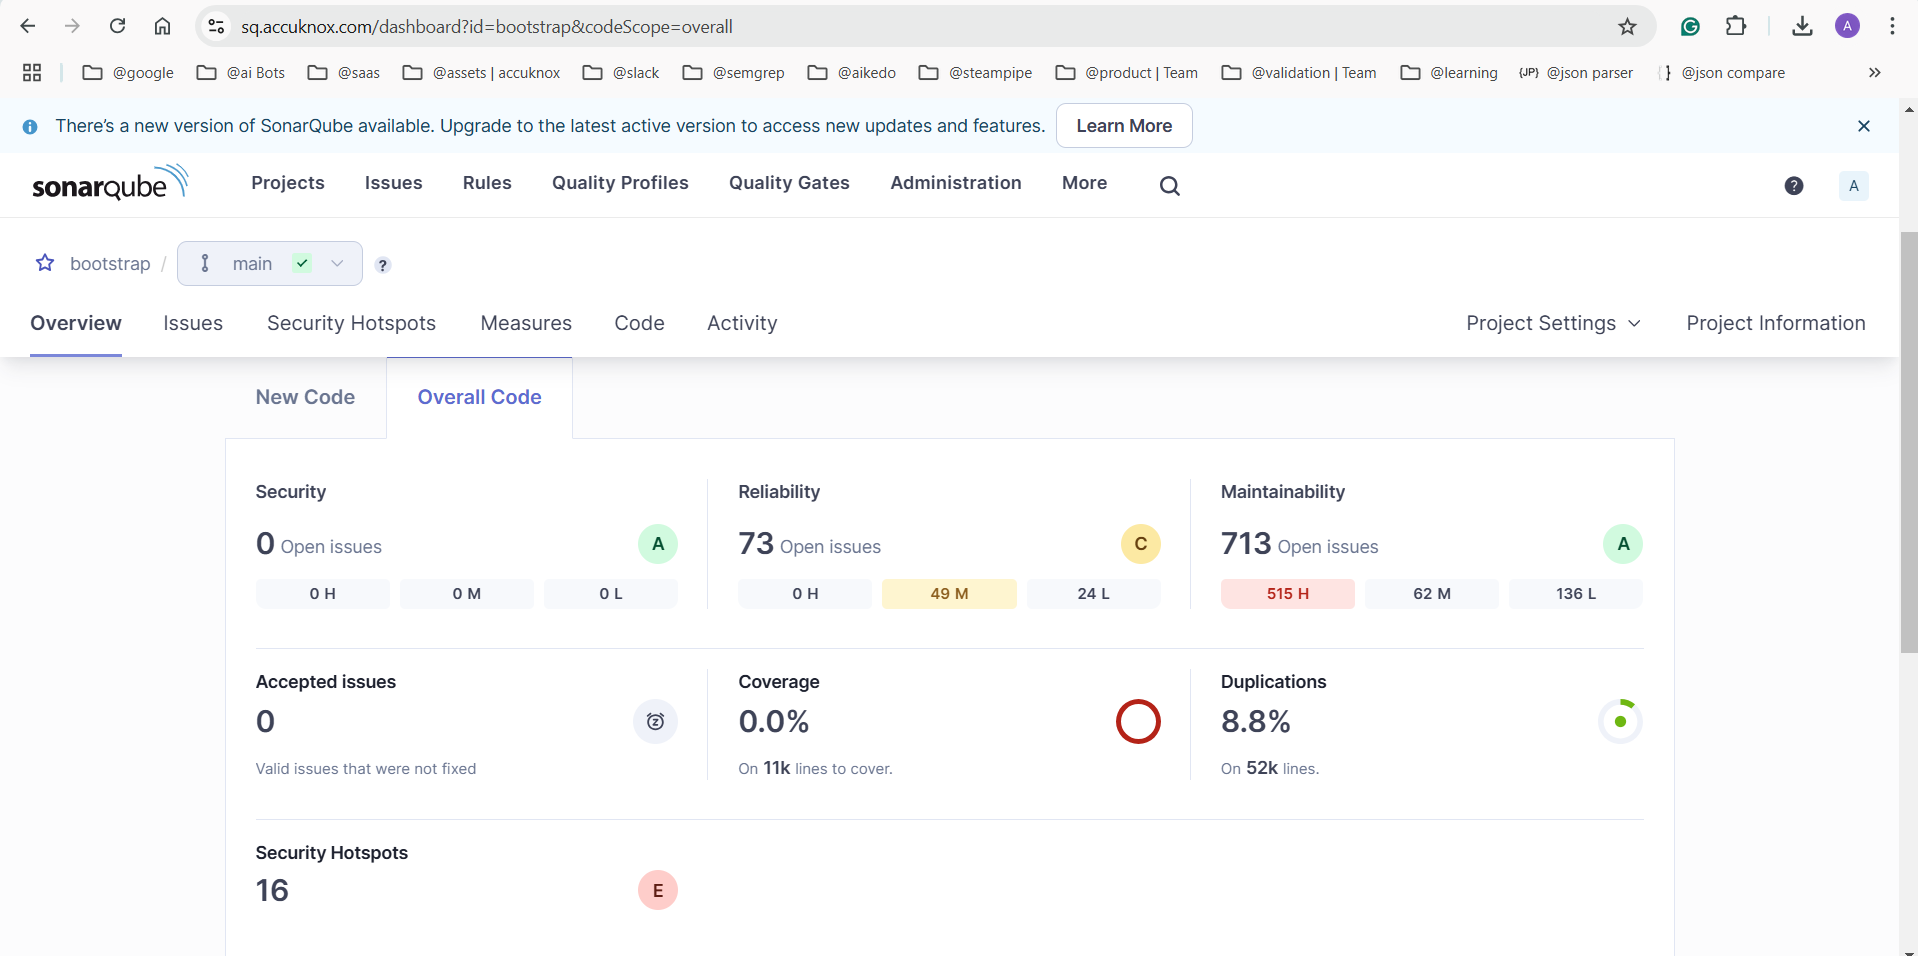 sq.accuknox.com/dashboard?id=bootstrap&codeScope=overall
A
@google @ai Bots @saas @assets | accuknox @slack @semgrep @aikedo @steampipe @product | Team @validation | Team @learning {JP} @json parser { } @json compare »
There's a new version of SonarQube available. Upgrade to the latest active version to access new updates and features. Learn More
sonarqube Projects Issues Rules Quality Profiles Quality Gates Administration More ? A
bootstrap / main ?
Overview Issues Security Hotspots Measures Code Activity Project Settings Project Information
New Code Overall Code
Security Reliability Maintainability
0 Open issues A 73 Open issues C 713 Open issues A
0 H 0 M 0 L 0 H 49 M 24 L 515 H 62 M 136 L
Accepted issues Coverage Duplications
0 0.0% 8.8%
Valid issues that were not fixed On 11k lines to cover. On 52k lines.
Security Hotspots
16 E